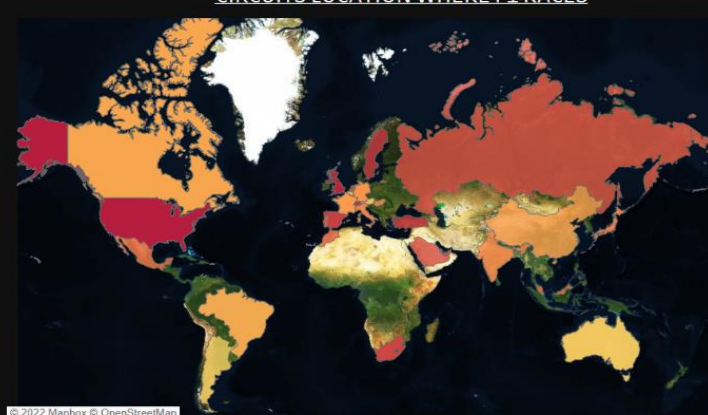 CIRCUITS LOCATION WHERE F1 RACES
© 2022 Mapbox © OpenStreetMap